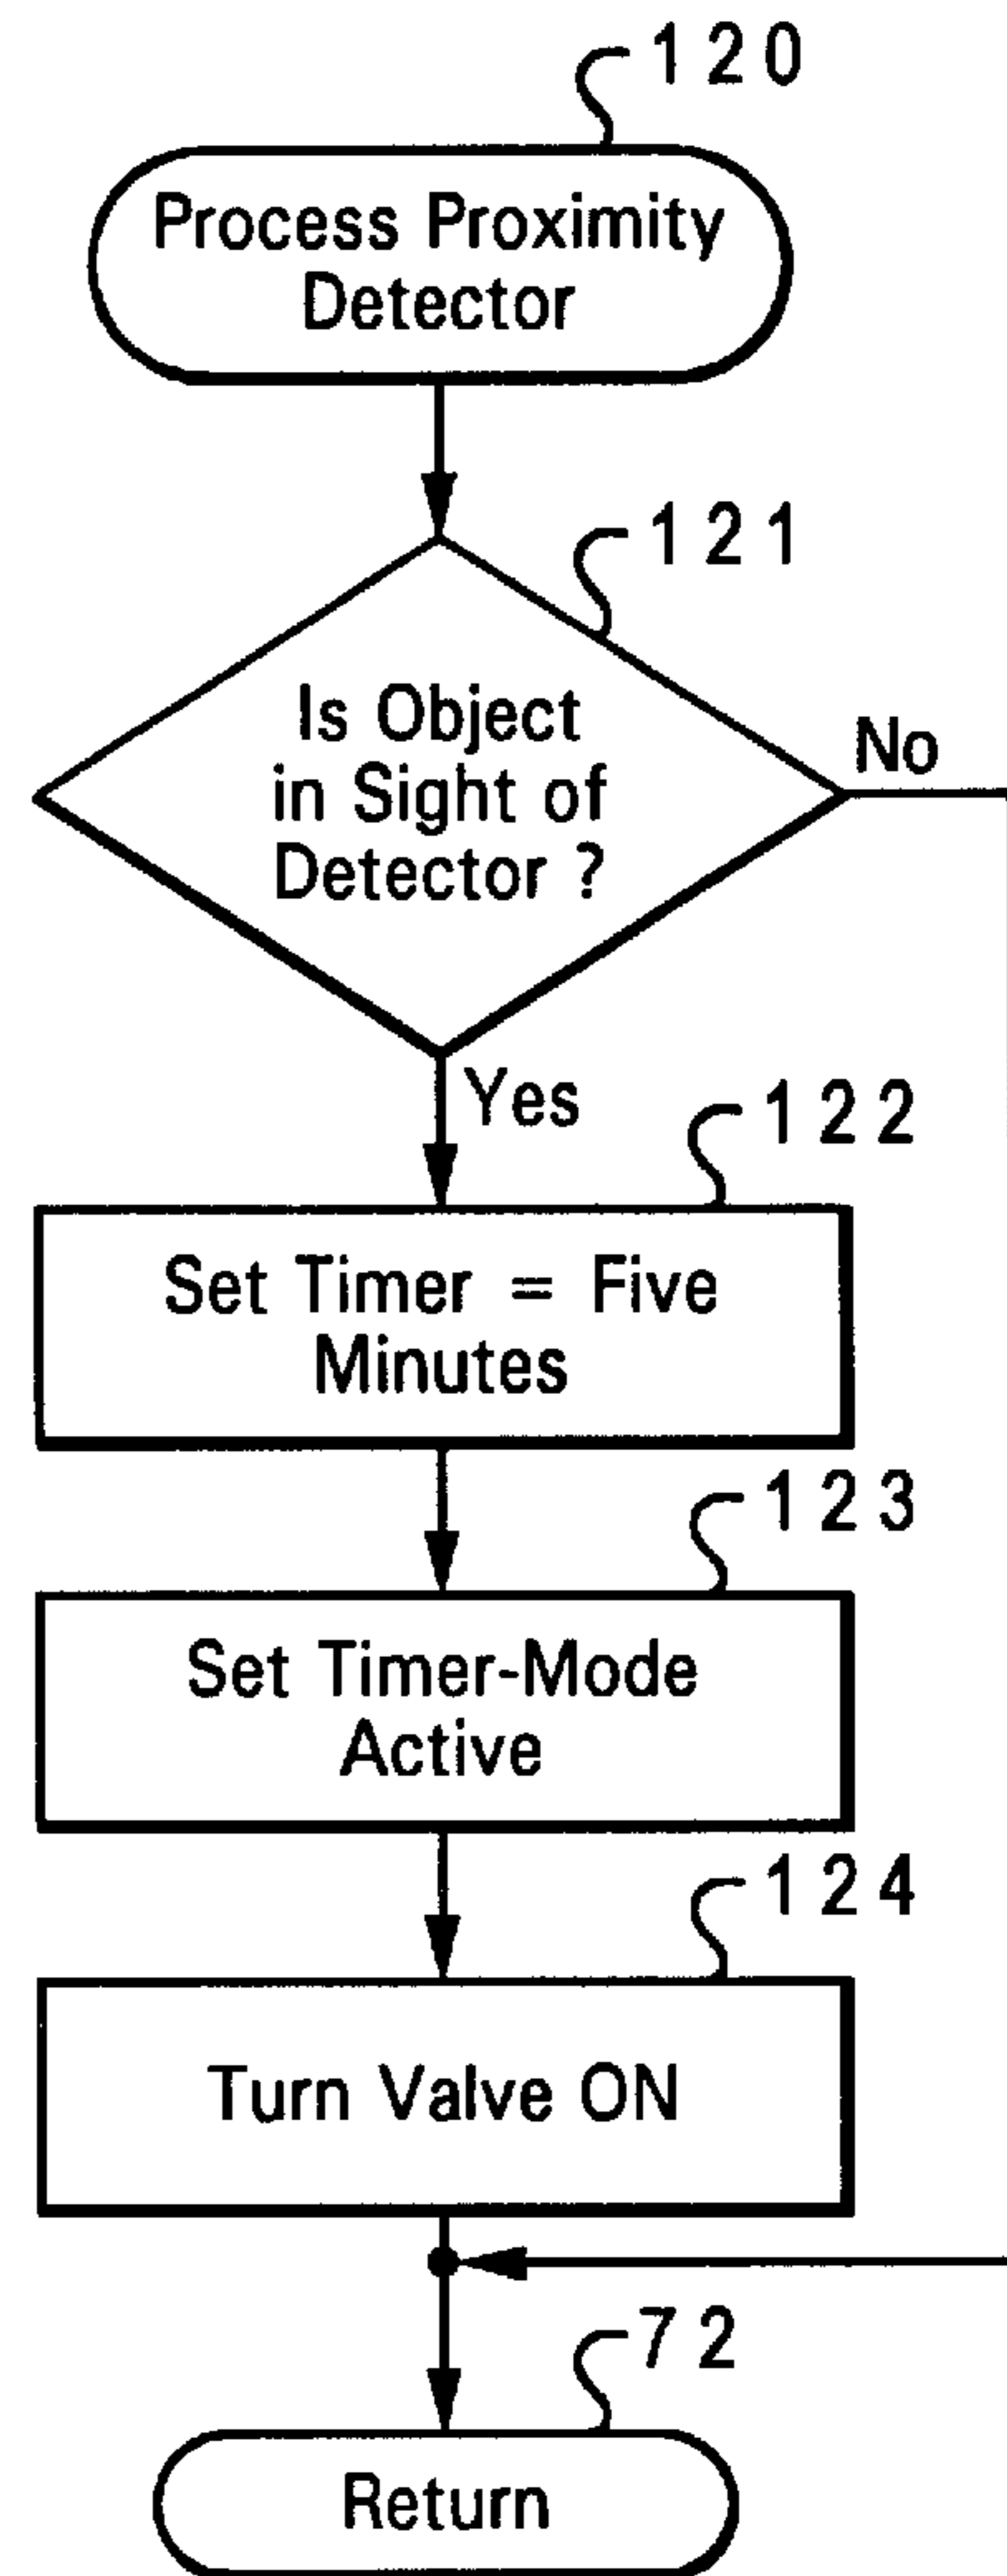 120
Process Proximity
Detector
121
Is Object
in Sight of
Detector ?
No
Yes
122
Set Timer = Five
Minutes
123
Set Timer-Mode
Active
124
Turn Valve ON
72
Return